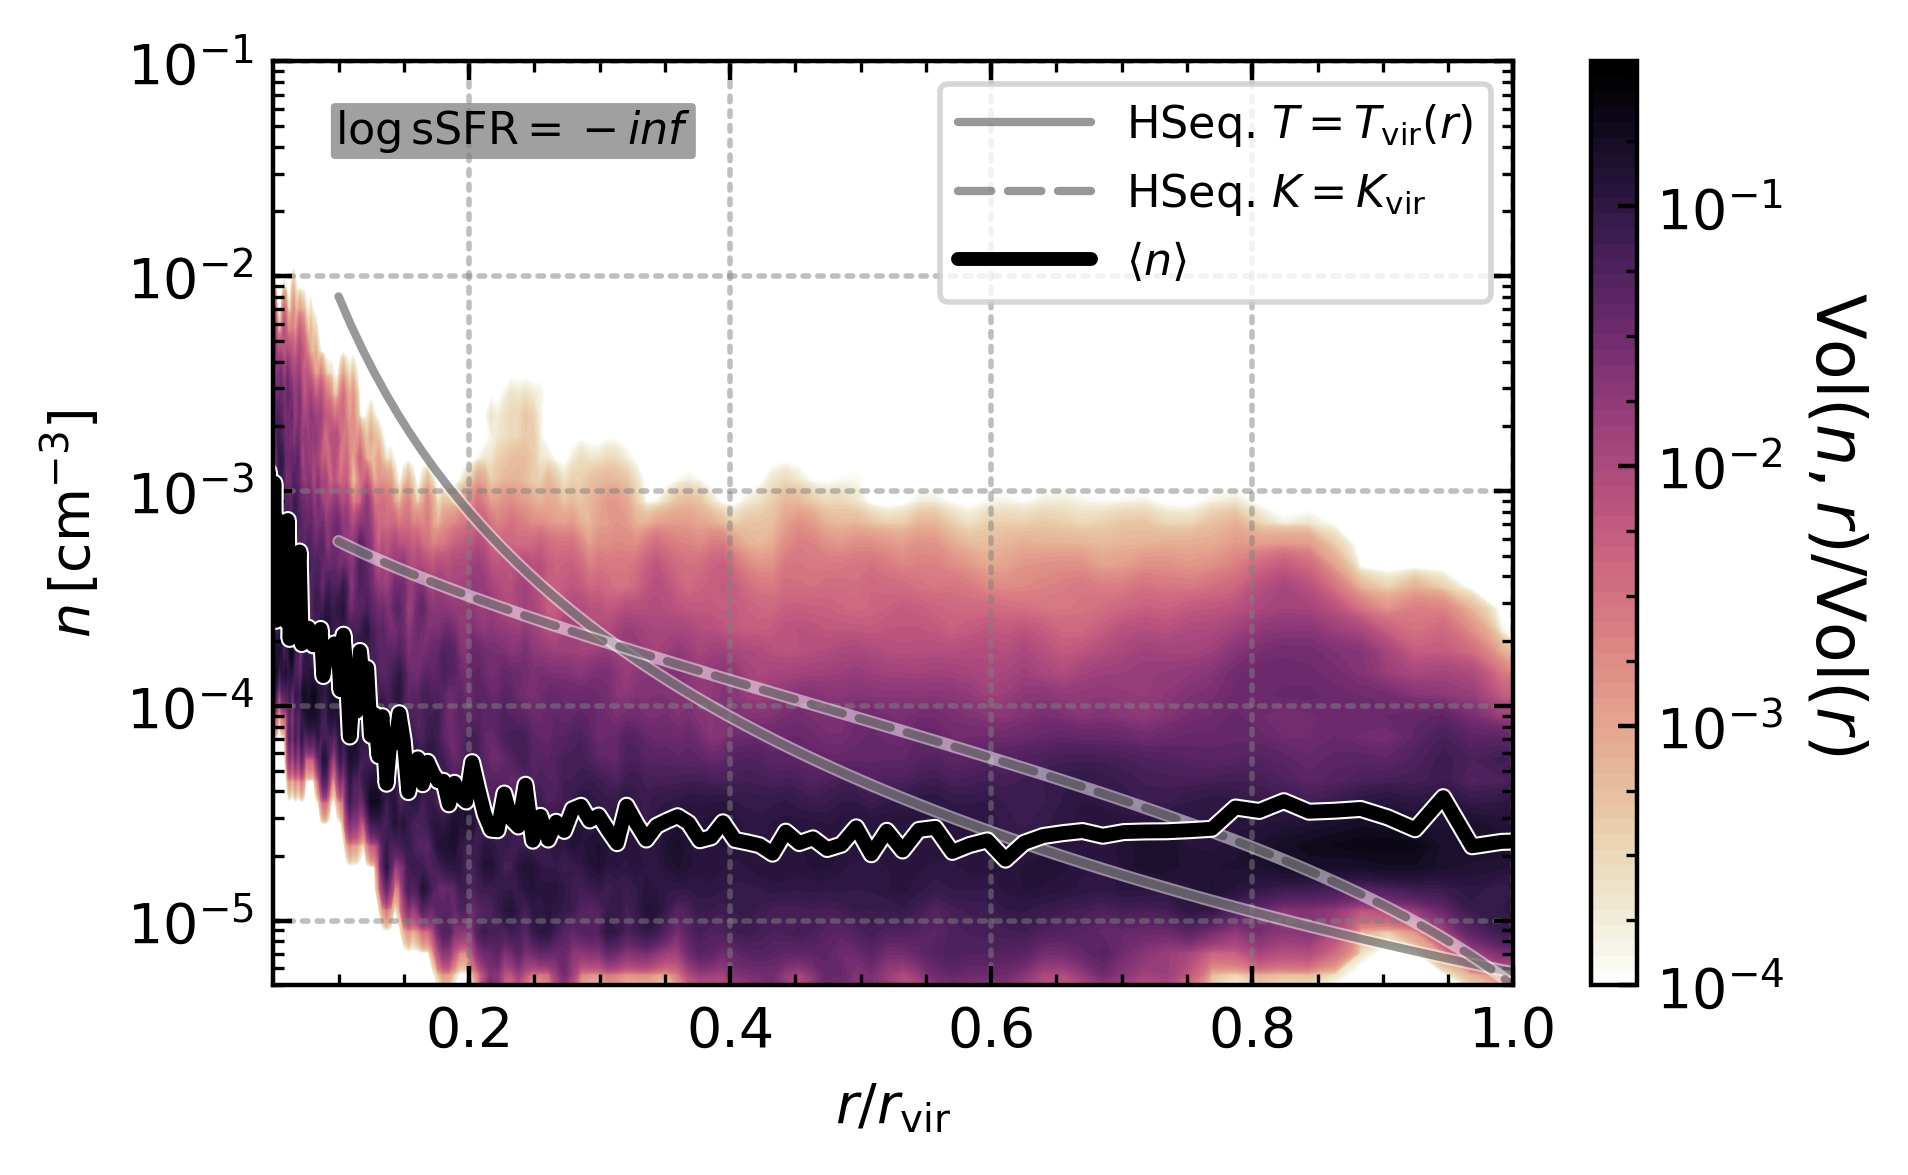 log sSFR = −inf
HSeq. T = T_vir(r)
HSeq. K = K_vir
⟨n⟩
10⁻¹
10⁻²
10⁻³
10⁻⁴
10⁻⁵
n [cm⁻³]
0.2 0.4 0.6 0.8 1.0
r/r_vir
10⁻¹
10⁻²
10⁻³
10⁻⁴
Vol(n, r)/Vol(r)